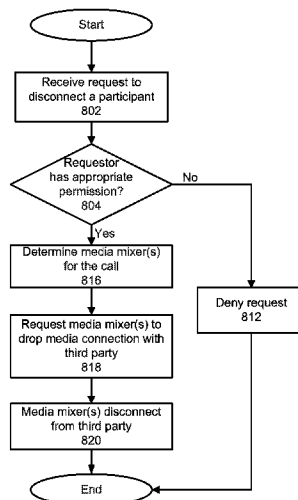 Start
Receive request to
disconnect a participant
802
Requestor
has appropriate
permission?
804
No
Yes
Determine media mixer(s)
for the call
816
Deny request
812
Request media mixer(s) to
drop media connection with
third party
818
Media mixer(s) disconnect
from third party
820
End